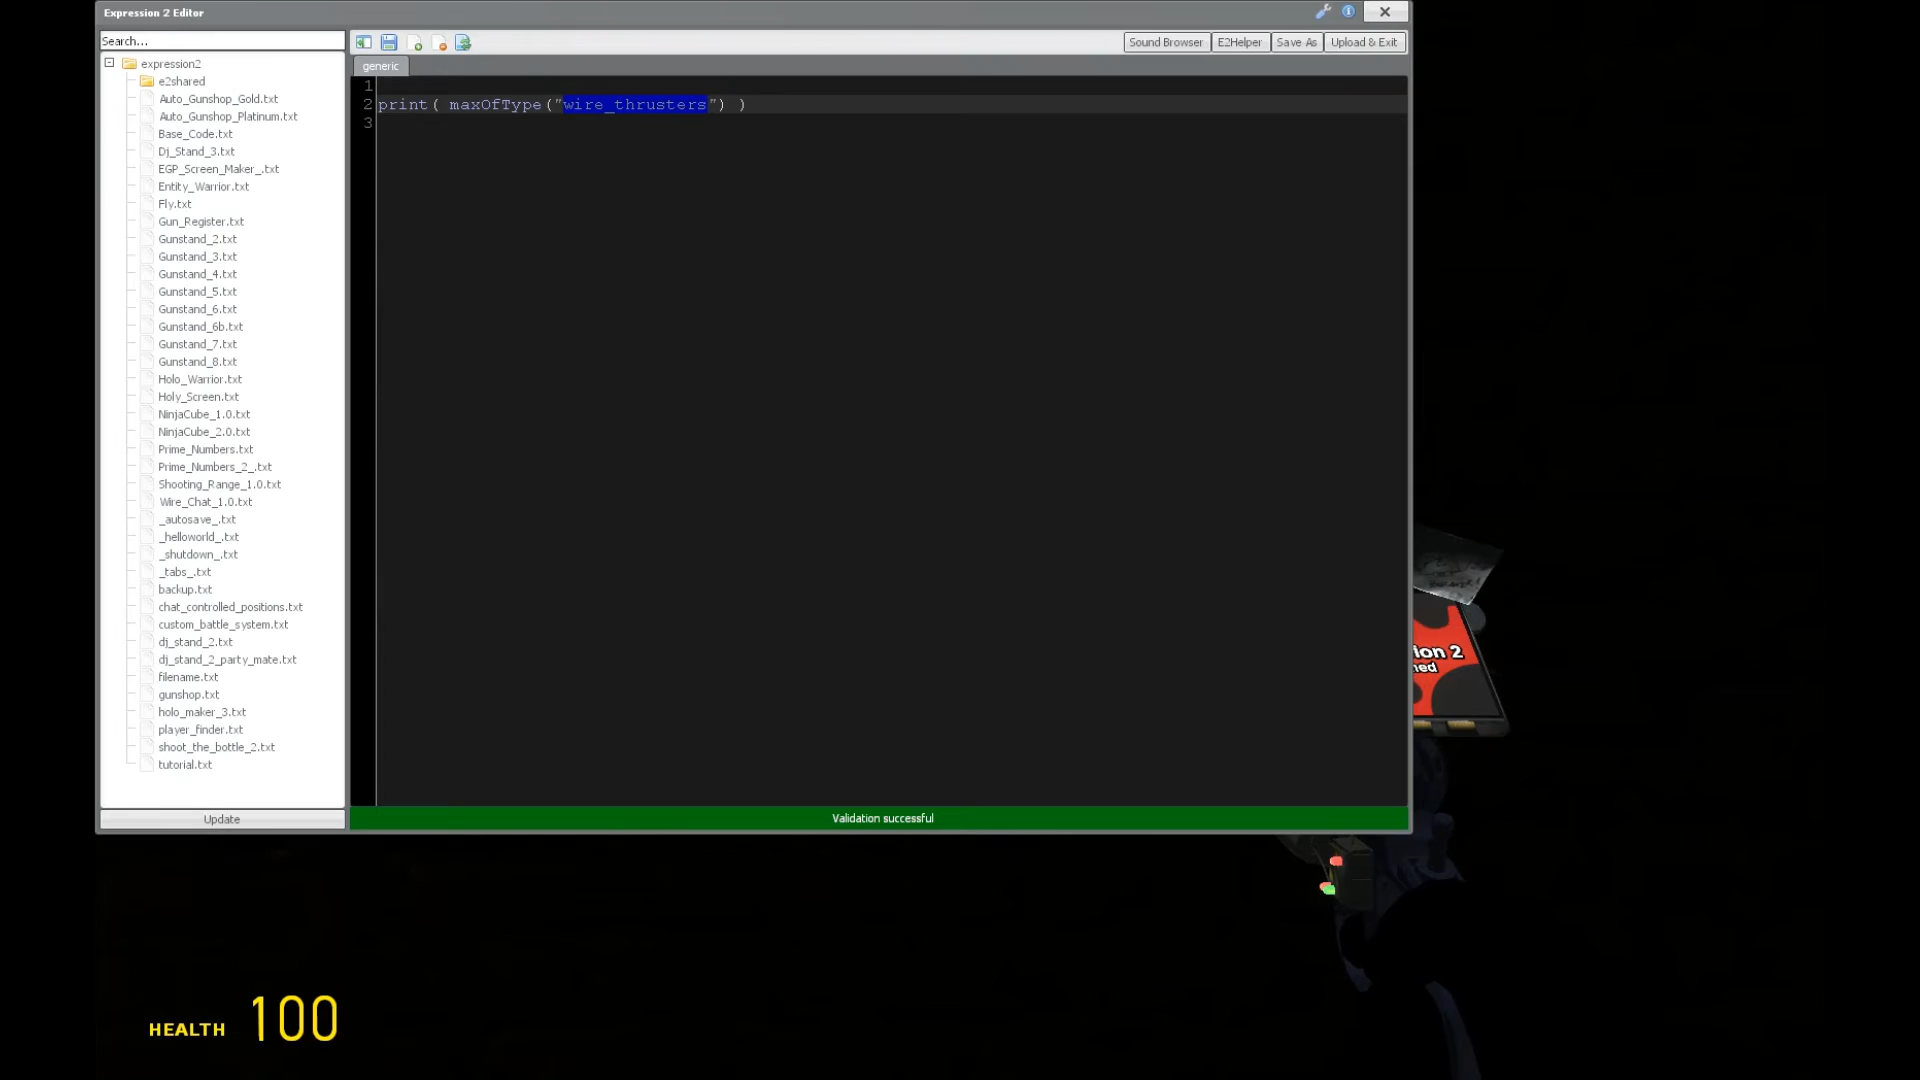 Expression 2 Editor
Search...
Sound Browser
E2Helper
Save As
Upload & Exit
generic
expression2
e2shared
Auto_Gunshop_Gold.txt
Auto_Gunshop_Platinum.txt
Base_Code.txt
Dj_Stand_3.txt
EGP_Screen_Maker_.txt
Entity_Warrior.txt
Fly.txt
Gun_Register.txt
Gunstand_2.txt
Gunstand_3.txt
Gunstand_4.txt
Gunstand_5.txt
Gunstand_6.txt
Gunstand_6b.txt
Gunstand_7.txt
Gunstand_8.txt
Holo_Warrior.txt
Holy_Screen.txt
NinjaCube_1.0.txt
NinjaCube_2.0.txt
Prime_Numbers.txt
Prime_Numbers_2_.txt
Shooting_Range_1.0.txt
Wire_Chat_1.0.txt
_autosave_.txt
_helloworld_.txt
_shutdown_.txt
_tabs_.txt
backup.txt
chat_controlled_positions.txt
custom_battle_system.txt
dj_stand_2.txt
dj_stand_2_party_mate.txt
filename.txt
gunshop.txt
holo_maker_3.txt
player_finder.txt
shoot_the_bottle_2.txt
tutorial.txt
Update
1
2 print( maxOfType("wire_thrusters") )
3
Validation successful
ion 2
ned
HEALTH 100